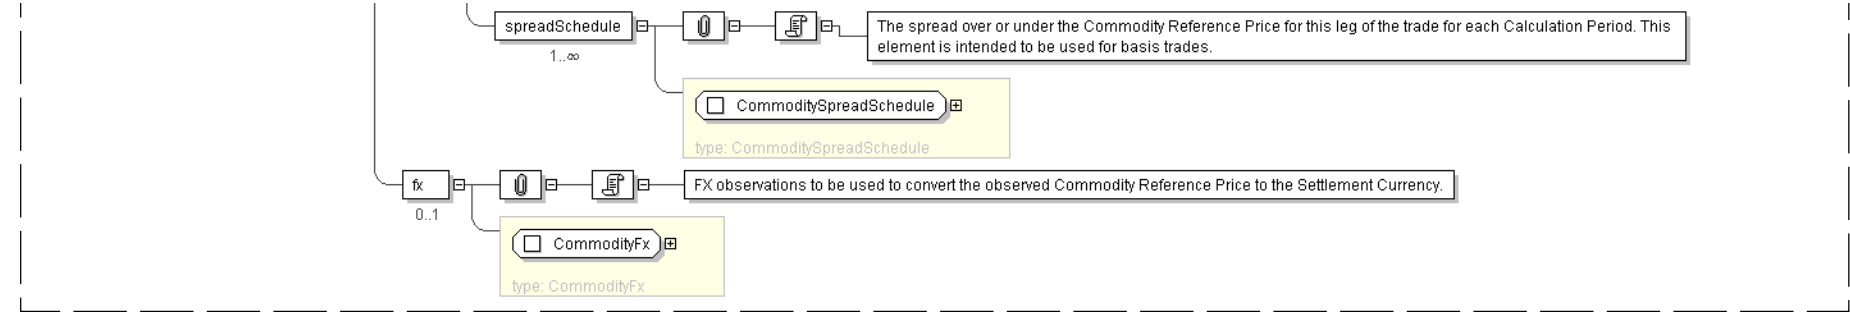 spreadSchedule
1..∞
The spread over or under the Commodity Reference Price for this leg of the trade for each Calculation Period. This
element is intended to be used for basis trades.
CommoditySpreadSchedule
type: CommoditySpreadSchedule
fx
0..1
FX observations to be used to convert the observed Commodity Reference Price to the Settlement Currency.
CommodityFx
type: CommodityFx